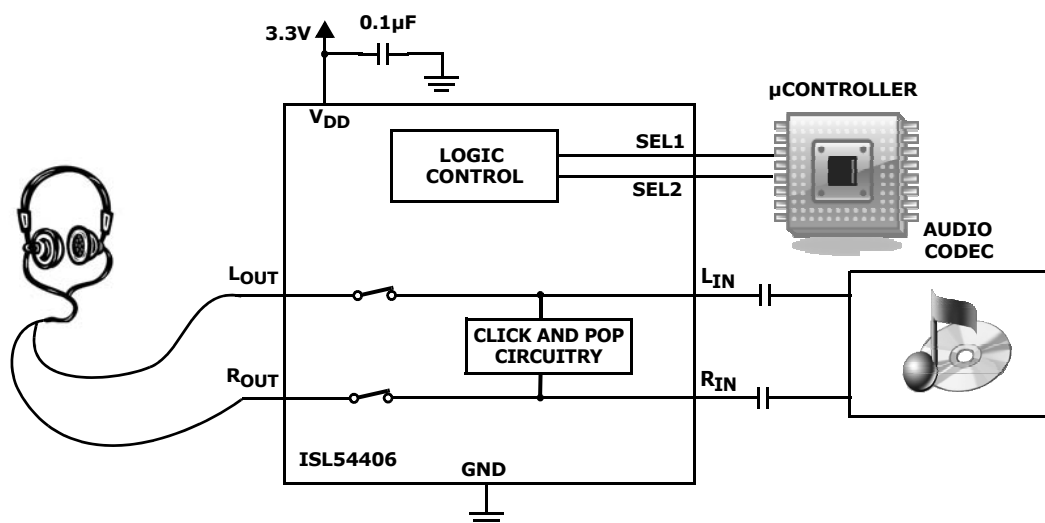 0.1µF
3.3V
µCONTROLLER
VDD
LOGIC
CONTROL
SEL1
SEL2
AUDIO
CODEC
LOUT
LIN
CLICK AND POP
CIRCUITRY
ROUT
RIN
ISL54406
GND